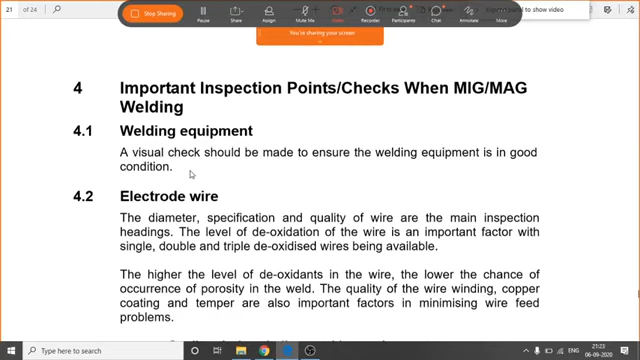 21 of 24
Stop Sharing
Pause
Share
Assign
Mute Me
Video
Recorder
Participants
Chat
Annotate
More
to show video
You're sharing your screen
4 Important Inspection Points/Checks When MIG/MAG
Welding
4.1 Welding equipment
A visual check should be made to ensure the welding equipment is in good
condition.
4.2 Electrode wire
The diameter, specification and quality of wire are the main inspection
headings. The level of de-oxidation of the wire is an important factor with
single, double and triple de-oxidised wires being available.
The higher the level of de-oxidants in the wire, the lower the chance of
occurrence of porosity in the weld. The quality of the wire winding, copper
coating and temper are also important factors in minimising wire feed
problems.
Type here to search
ENG
21:23
06-09-2020